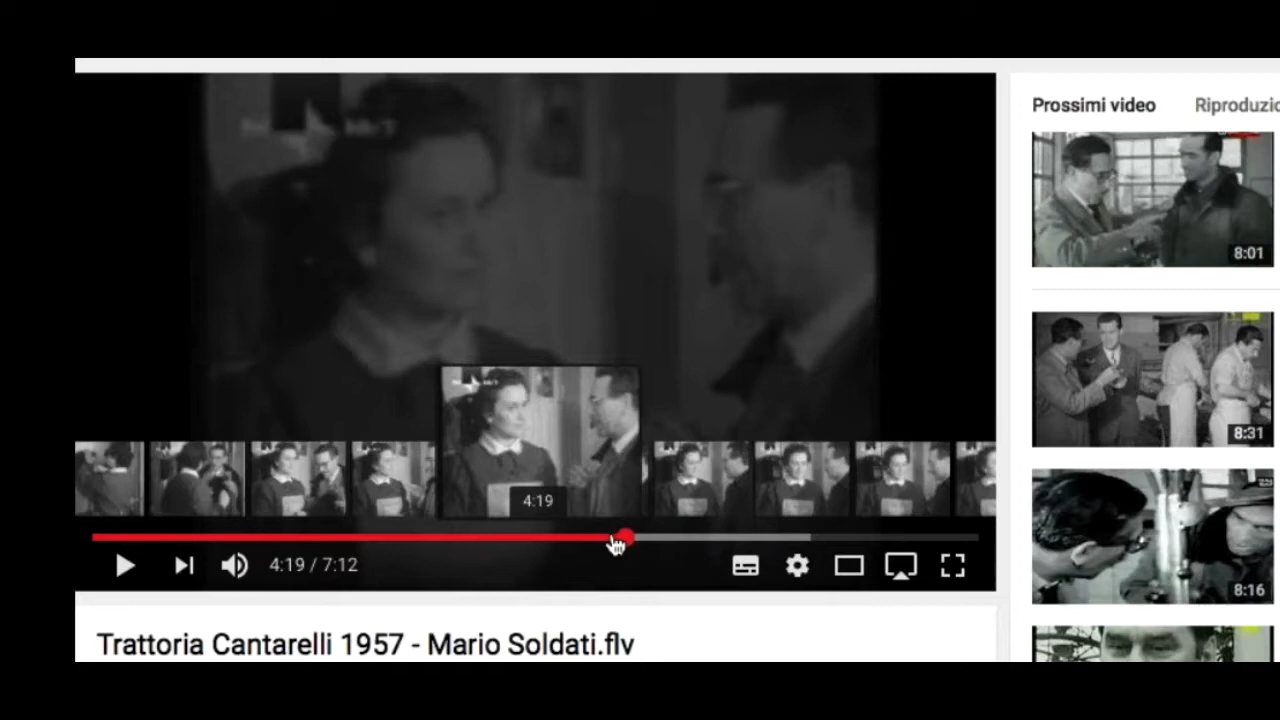 Prossimi video
Riproduzio
8:01
8:31
8:16
4:19
4:19 / 7:12
Trattoria Cantarelli 1957 - Mario Soldati.flv